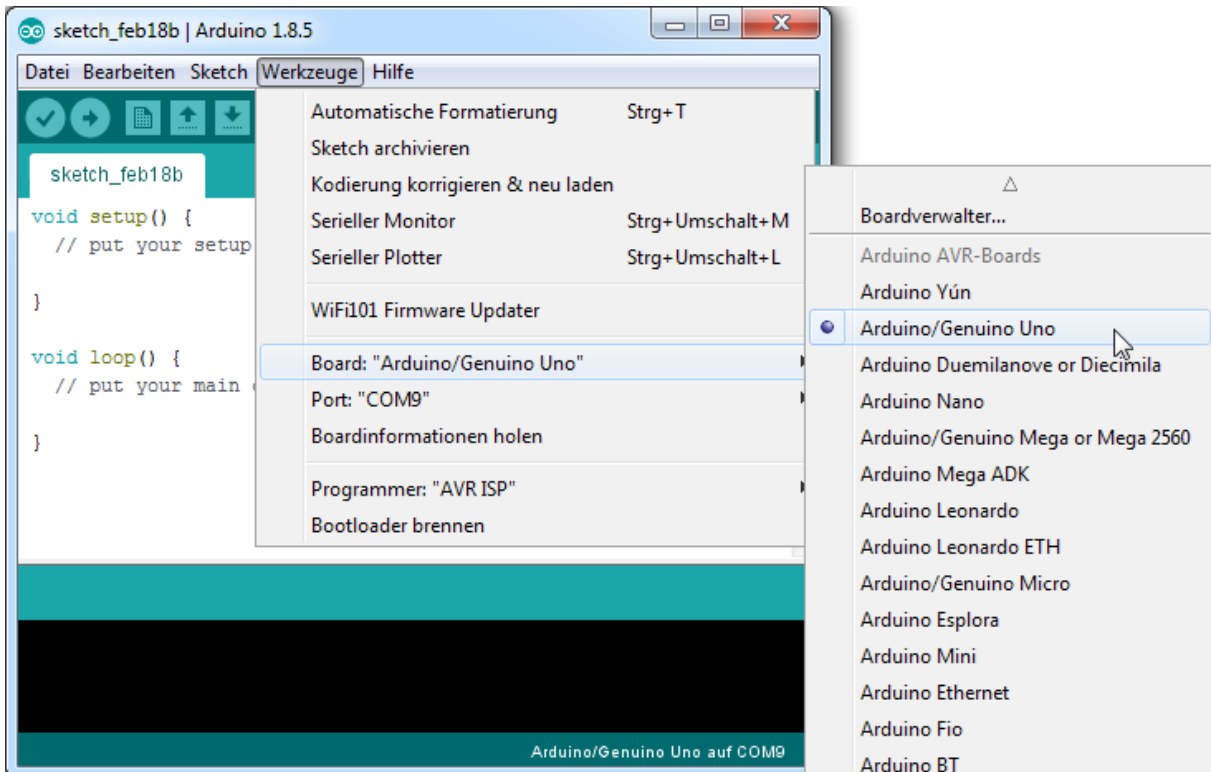 sketch_feb18b | Arduino 1.8.5
Datei Bearbeiten Sketch Werkzeuge Hilfe
sketch_feb18b
void setup() {
// put your setup
}
void loop() {
// put your main
}
Automatische Formatierung Strg+T
Sketch archivieren
Kodierung korrigieren & neu laden
Serieller Monitor Strg+Umschalt+M
Serieller Plotter Strg+Umschalt+L
WiFi101 Firmware Updater
Board: "Arduino/Genuino Uno"
Port: "COM9"
Boardinformationen holen
Programmer: "AVR ISP"
Bootloader brennen
Boardverwalter...
Arduino AVR-Boards
Arduino Yún
Arduino/Genuino Uno
Arduino Duemilanove or Diecimila
Arduino Nano
Arduino/Genuino Mega or Mega 2560
Arduino Mega ADK
Arduino Leonardo
Arduino Leonardo ETH
Arduino/Genuino Micro
Arduino Esplora
Arduino Mini
Arduino Ethernet
Arduino Fio
Arduino BT
Arduino/Genuino Uno auf COM9